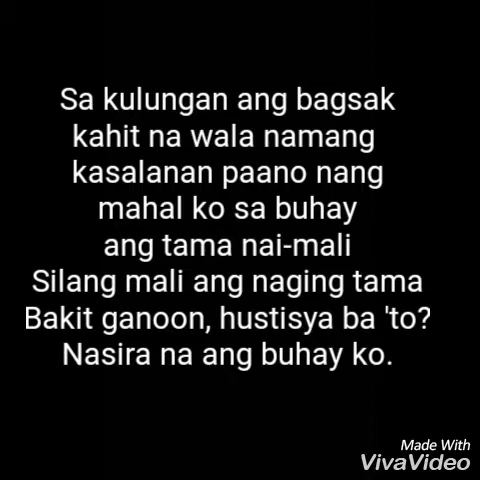 Sa kulungan ang bagsak
kahit na wala namang
kasalanan paano nang
mahal ko sa buhay
ang tama nai-mali
Silang mali ang naging tama
Bakit ganoon, hustisya ba 'to?
Nasira na ang buhay ko.
Made With
VivaVideo